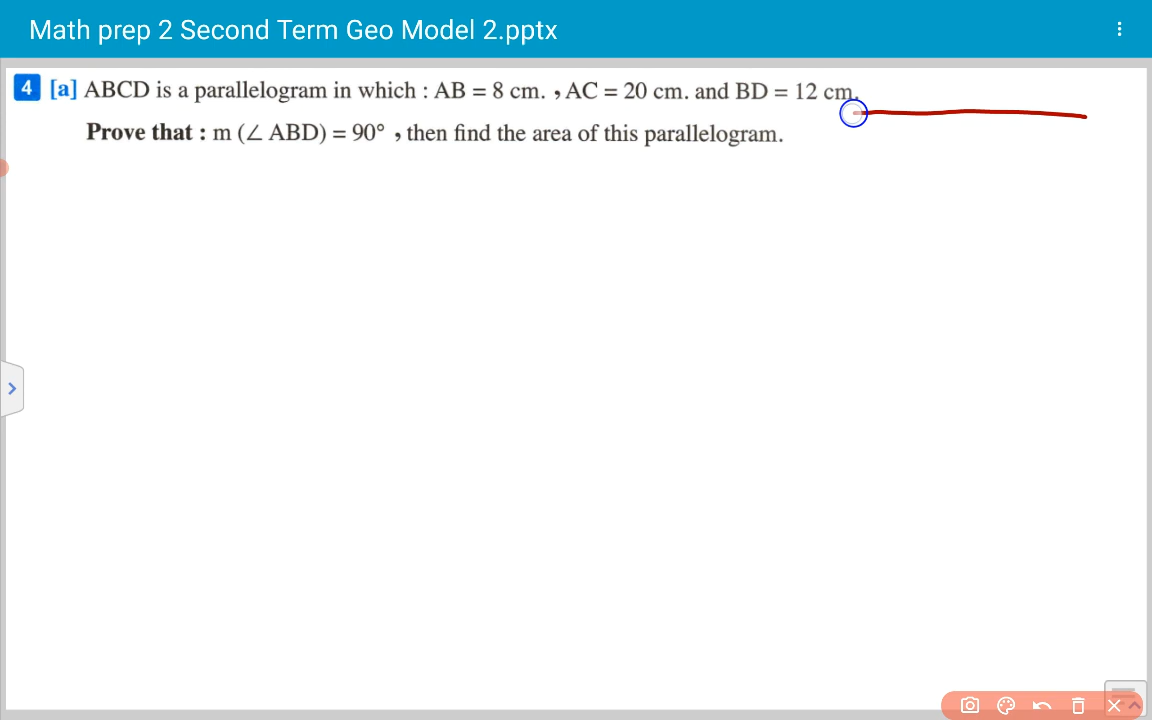 Math prep 2 Second Term Geo Model 2.pptx
4 [a] ABCD is a parallelogram in which : AB = 8 cm. , AC = 20 cm. and BD = 12 cm.
Prove that : m (∠ ABD) = 90° , then find the area of this parallelogram.